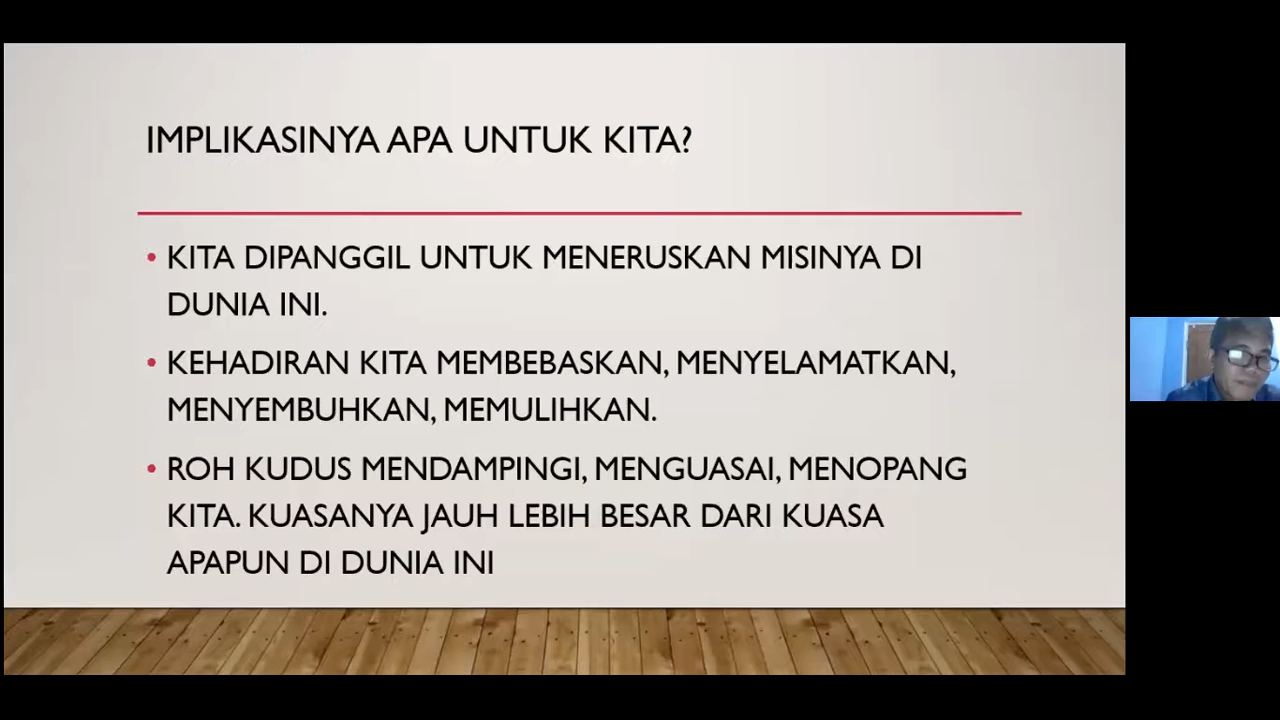 IMPLIKASINYA APA UNTUK KITA?
• KITA DIPANGGIL UNTUK MENERUSKAN MISINYA DI
DUNIA INI.
• KEHADIRAN KITA MEMBEBASKAN, MENYELAMATKAN,
MENYEMBUHKAN, MEMULIHKAN.
• ROH KUDUS MENDAMPINGI, MENGUASAI, MENOPANG
KITA. KUASANYA JAUH LEBIH BESAR DARI KUASA
APAPUN DI DUNIA INI